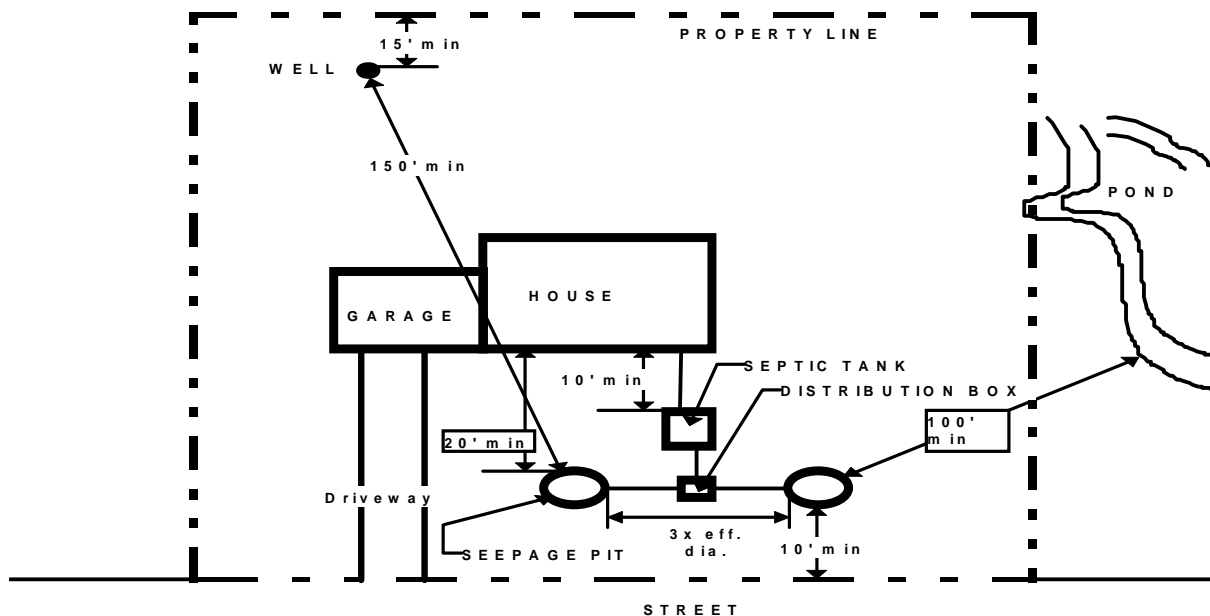 PROPERTY LINE
15' min
WELL
150' min
POND
HOUSE
GARAGE
SEPTIC TANK
10' min
DISTRIBUTION BOX
100'
min
20' min
Driveway
3x eff.
dia.
10' min
SEEPAGE PIT
STREET